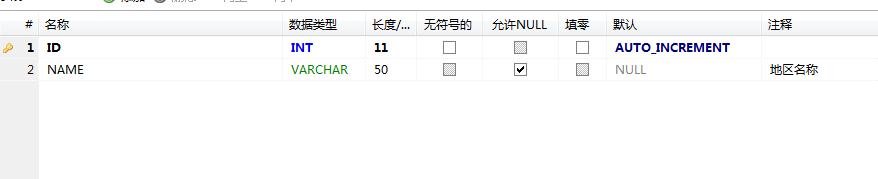 # 名称 数据类型 长度/... 无符号的 允许NULL 填零 默认 注释
1 ID INT 11 AUTO_INCREMENT
2 NAME VARCHAR 50 NULL 地区名称